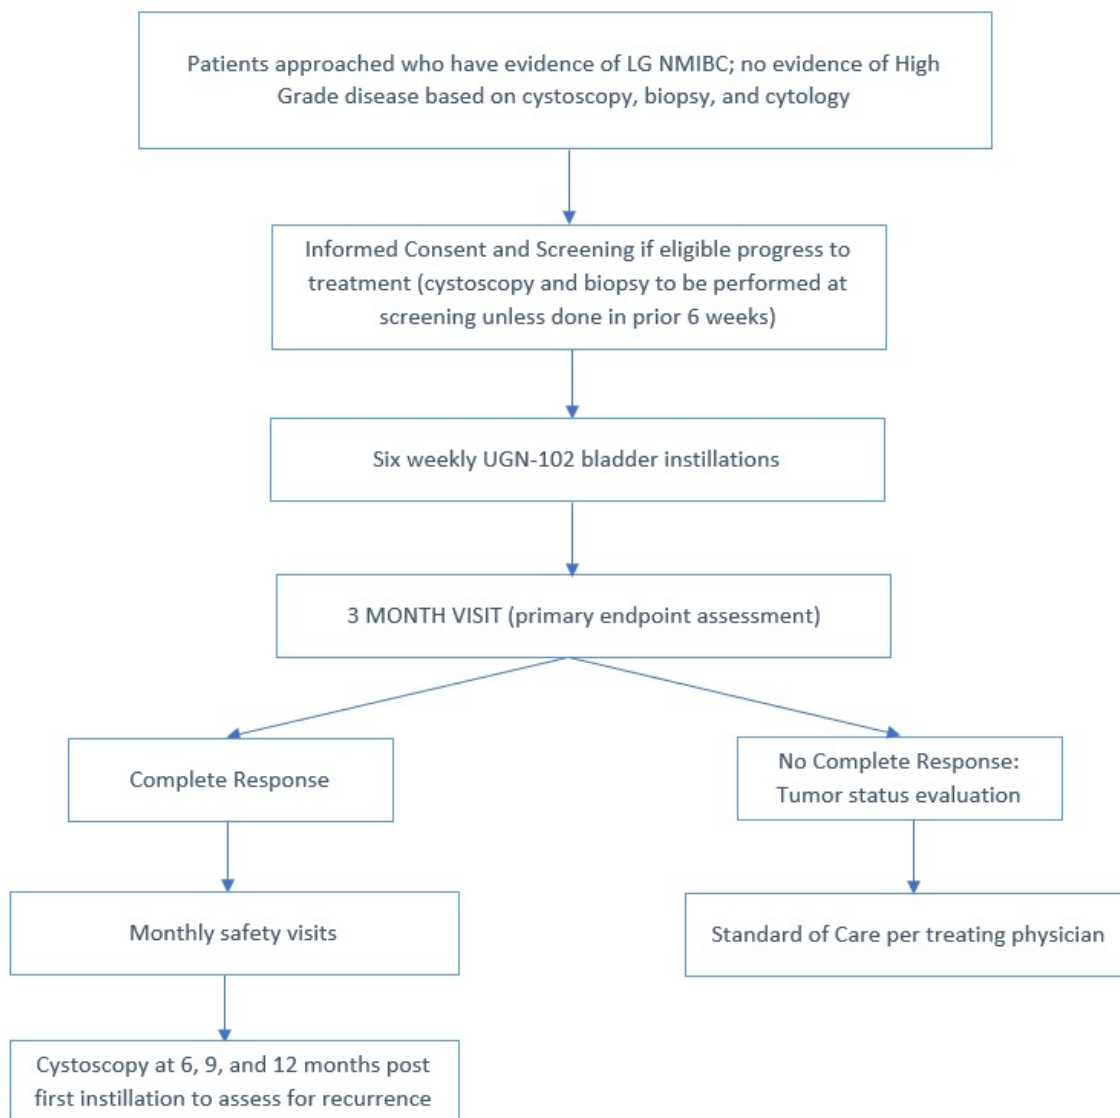 Patients approached who have evidence of LG NMIBC; no evidence of High
Grade disease based on cystoscopy, biopsy, and cytology
Informed Consent and Screening if eligible progress to
treatment (cystoscopy and biopsy to be performed at
screening unless done in prior 6 weeks)
Six weekly UGN-102 bladder instillations
3 MONTH VISIT (primary endpoint assessment)
Complete Response
No Complete Response:
Tumor status evaluation
Monthly safety visits
Standard of Care per treating physician
Cystoscopy at 6, 9, and 12 months post
first instillation to assess for recurrence